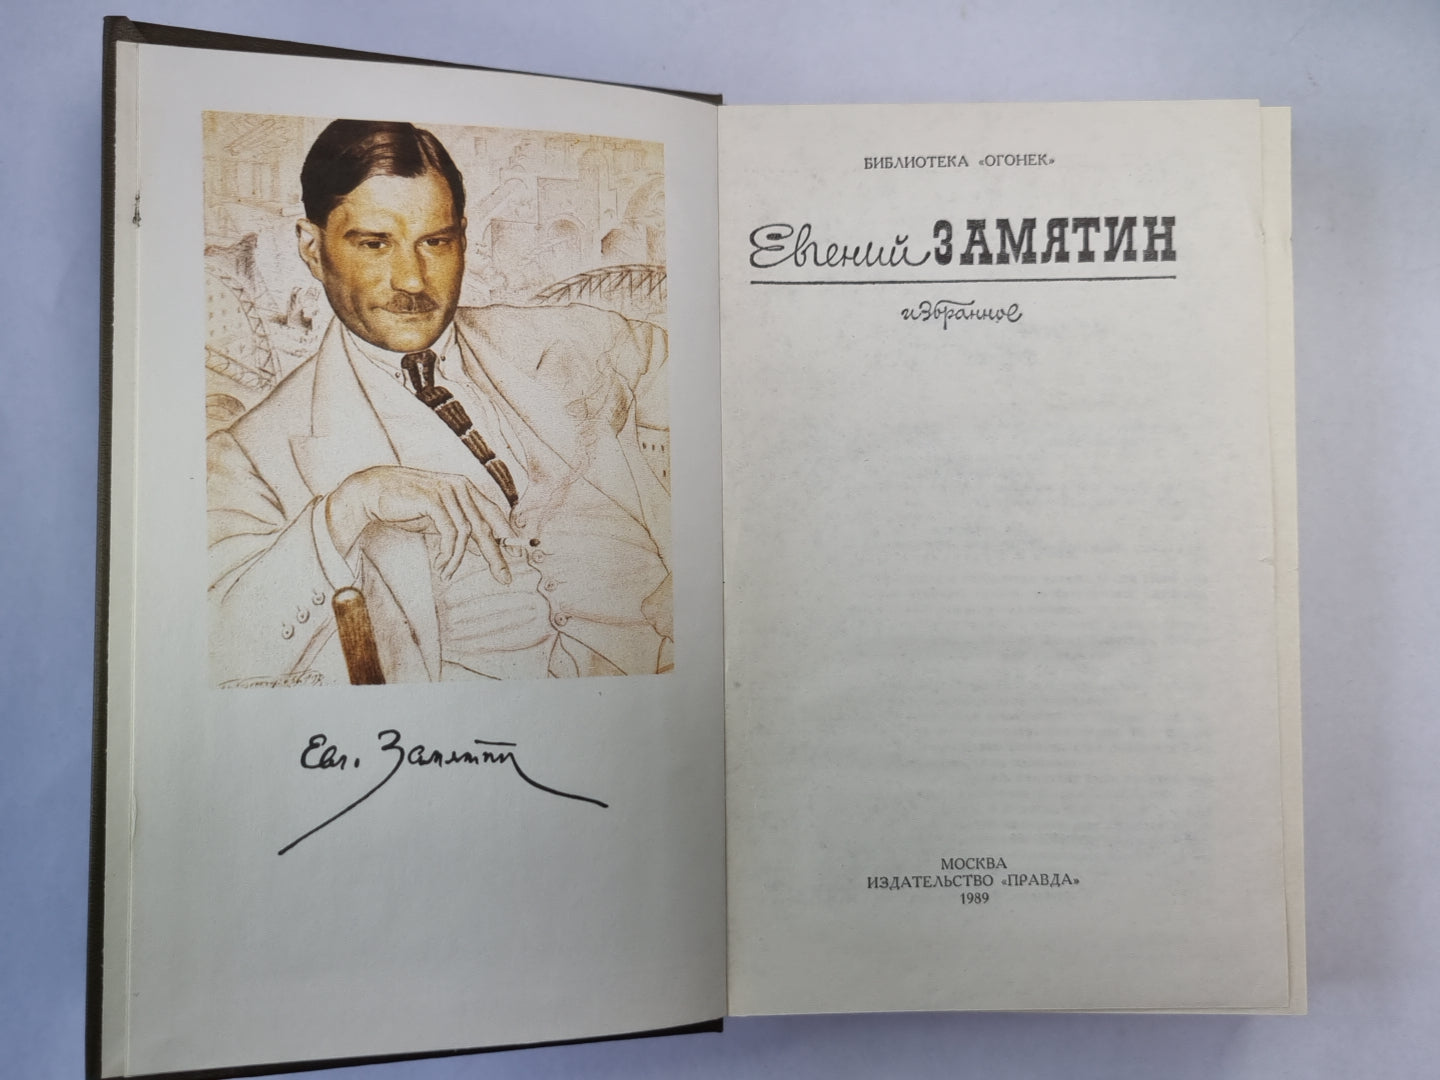 Евг. Замятин
БИБЛИОТЕКА «ОГОНЕК»
Евгений ЗАМЯТИН
избранное
МОСКВА
ИЗДАТЕЛЬСТВО «ПРАВДА»
1989